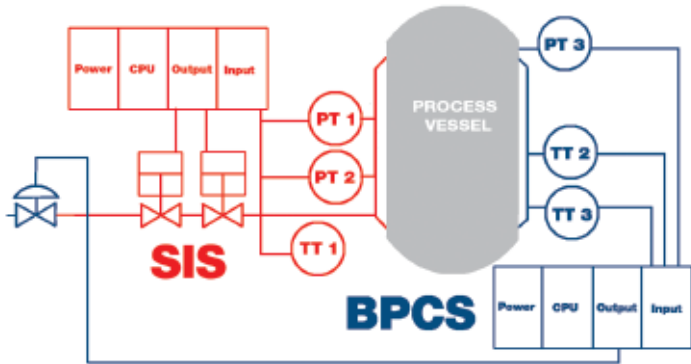 Power CPU Output Input
PT 3
PT 1
PROCESS
VESSEL
PT 2
TT 2
TT 3
TT 1
SIS
BPCS
Power CPU Output Input